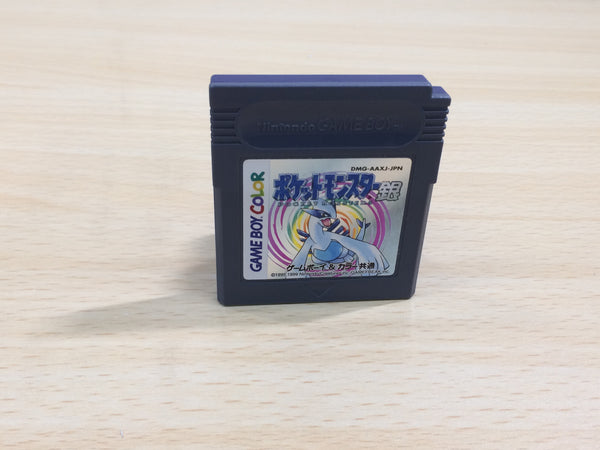 Nintendo GAME BOY
DMG-AAXJ-JPN
GAME BOY COLOR
ポケットモンスター銀
POCKET MONSTERS
ゲームボーイ & カラー 共通